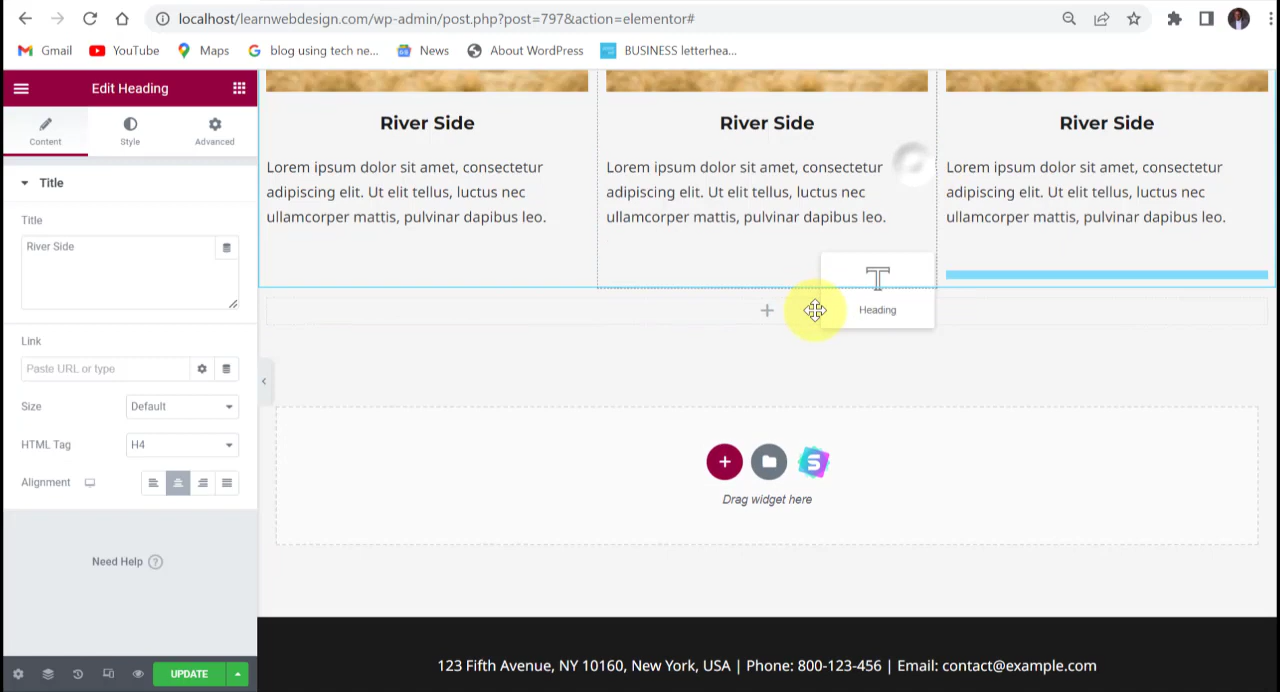 localhost/learnwebdesign.com/wp-admin/post.php?post=797&action=elementor#
Gmail YouTube Maps blog using tech ne... News About WordPress BUSINESS letterhea...
Edit Heading
Content Style Advanced
Title
Title
River Side
Link
Paste URL or type
Size Default
HTML Tag H4
Alignment
Need Help ?
UPDATE
River Side
Lorem ipsum dolor sit amet, consectetur
adipiscing elit. Ut elit tellus, luctus nec
ullamcorper mattis, pulvinar dapibus leo.
River Side
Lorem ipsum dolor sit amet, consectetur
adipiscing elit. Ut elit tellus, luctus nec
ullamcorper mattis, pulvinar dapibus leo.
River Side
Lorem ipsum dolor sit amet, consectetur
adipiscing elit. Ut elit tellus, luctus nec
ullamcorper mattis, pulvinar dapibus leo.
Heading
Drag widget here
123 Fifth Avenue, NY 10160, New York, USA | Phone: 800-123-456 | Email: contact@example.com